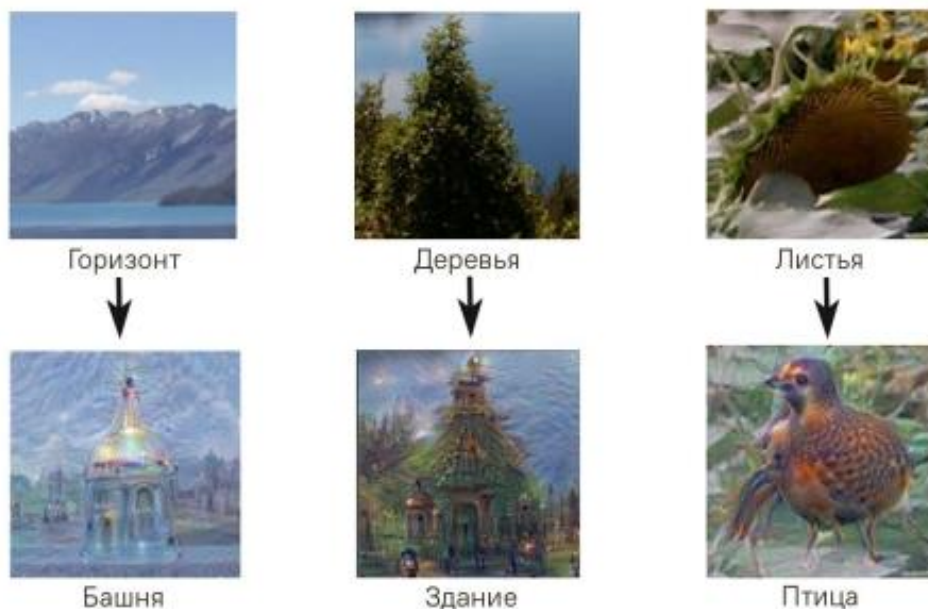 Горизонт
Деревья
Листья
Башня
Здание
Птица